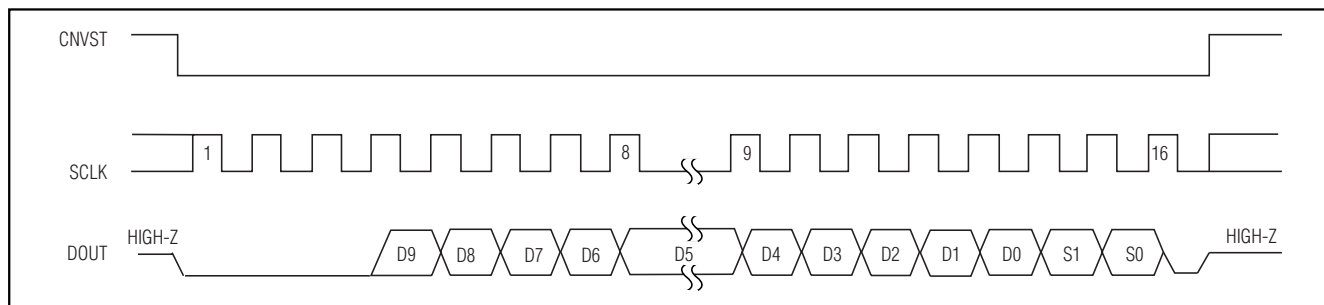 CNVST
SCLK
1
8
9
16
DOUT
HIGH-Z
D9
D8
D7
D6
D5
D4
D3
D2
D1
D0
S1
S0
HIGH-Z